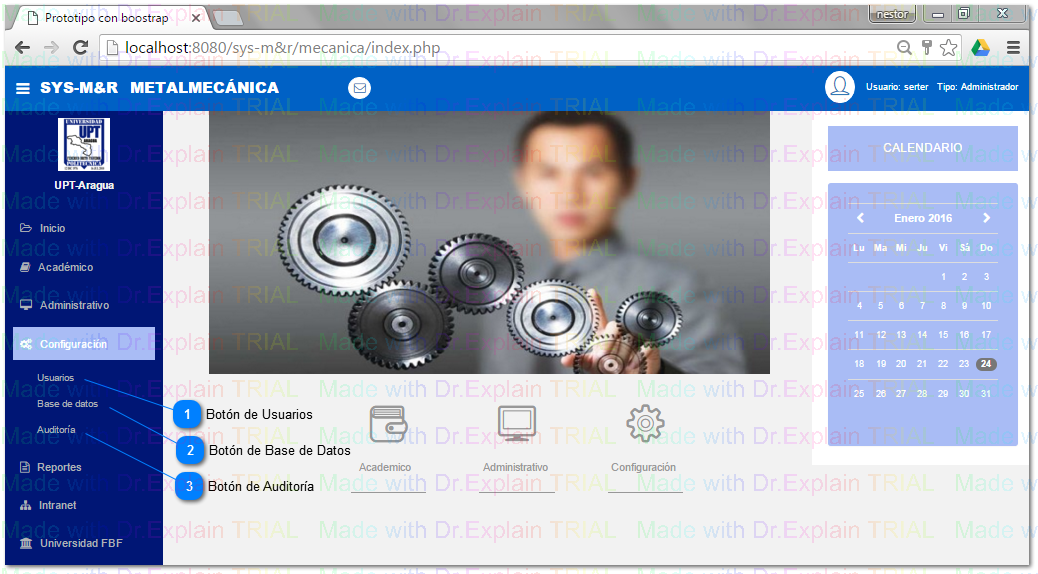 Prototipo con boostrap
nestor
localhost:8080/sys-m&r/mecanica/index.php
SYS-M&R METALMECÁNICA
Usuario: serter Tipo: Administrador
UNIVERSIDAD
UPT
ARAGUA
POLITECNICA
UPT-Aragua
Inicio
Académico
Administrativo
Configuración
Usuarios
Base de datos
Auditoría
Reportes
Intranet
Universidad FBF
1 Botón de Usuarios
2 Botón de Base de Datos
3 Botón de Auditoría
Academico
Administrativo
Configuración
CALENDARIO
Enero 2016
Lu Ma Mi Ju Vi Sá Do
1 2 3
4 5 6 7 8 9 10
11 12 13 14 15 16 17
18 19 20 21 22 23 24
25 26 27 28 29 30 31
Made with Dr.Explain TRIAL